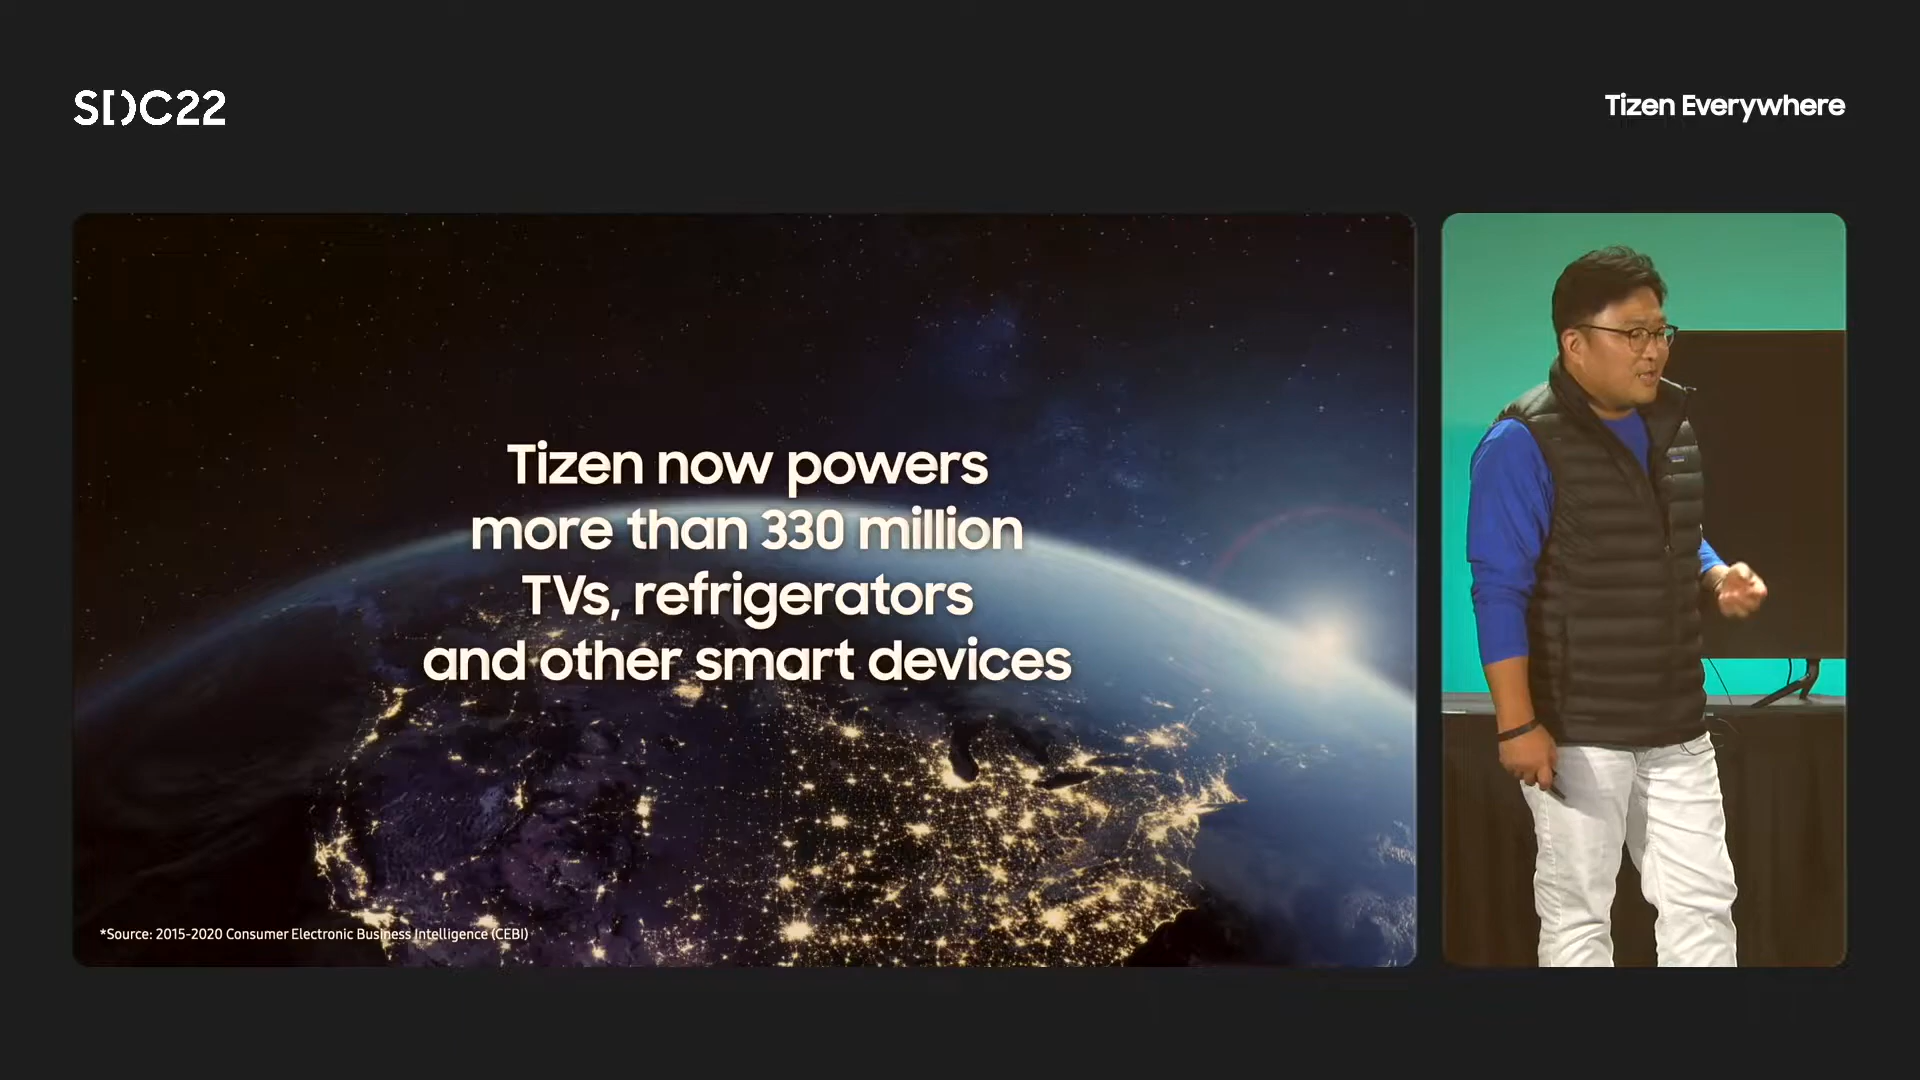 SDC22
Tizen Everywhere
Tizen now powers
more than 330 million
TVs, refrigerators
and other smart devices
*Source: 2015-2020 Consumer Electronic Business Intelligence (CEBI)